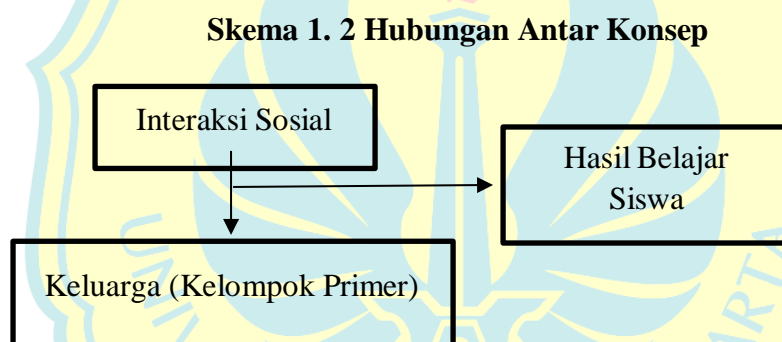 Skema 1. 2 Hubungan Antar Konsep
Interaksi Sosial
Hasil Belajar
Siswa
Keluarga (Kelompok Primer)